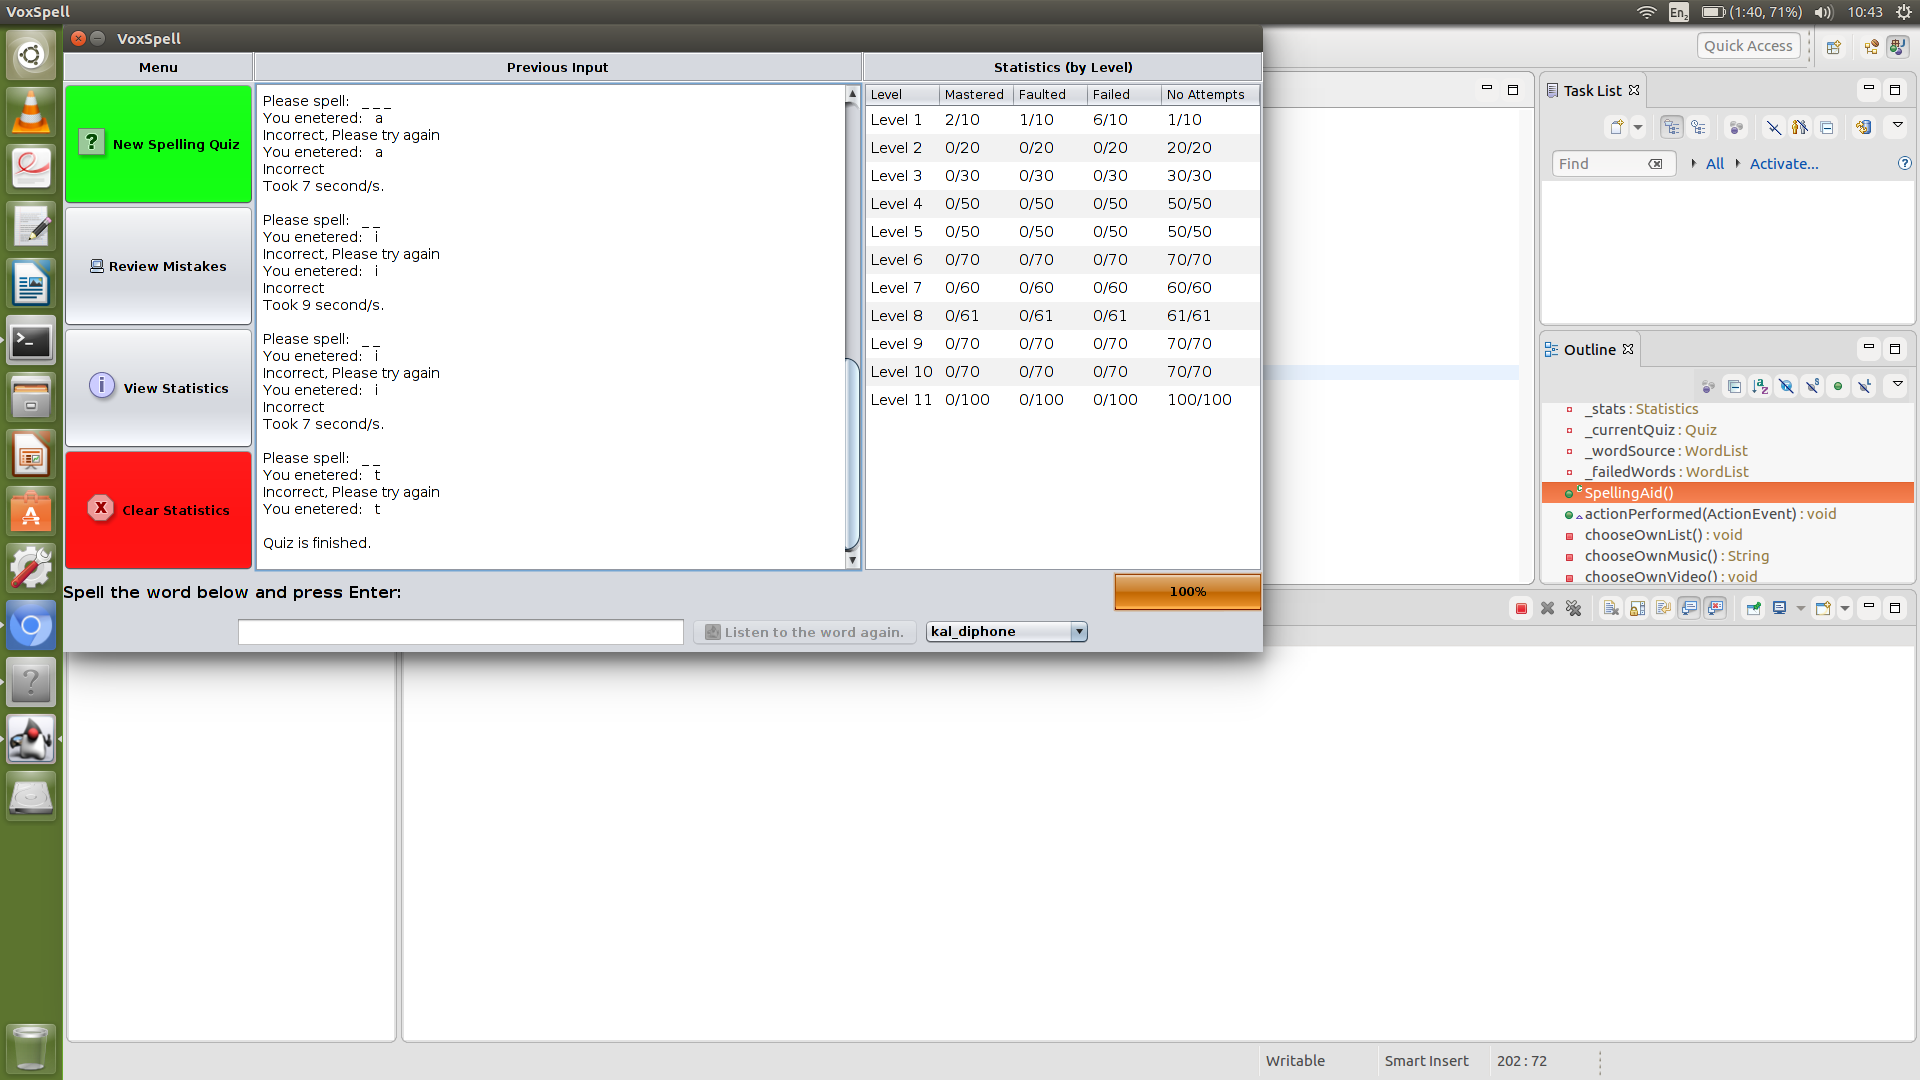 VoxSpell
En2
(1:40, 71%)
10:43
VoxSpell
Quick Access
Menu
Previous Input
Statistics (by Level)
New Spelling Quiz
Review Mistakes
View Statistics
Clear Statistics
Please spell: _ _ _
You enetered: a
Incorrect, Please try again
You enetered: a
Incorrect
Took 7 second/s.
Please spell: _ _
You enetered: i
Incorrect, Please try again
You enetered: i
Incorrect
Took 9 second/s.
Please spell: _ _
You enetered: i
Incorrect, Please try again
You enetered: i
Incorrect
Took 7 second/s.
Please spell: _ _
You enetered: t
Incorrect, Please try again
You enetered: t
Quiz is finished.
Level Mastered Faulted Failed No Attempts
Level 1 2/10 1/10 6/10 1/10
Level 2 0/20 0/20 0/20 20/20
Level 3 0/30 0/30 0/30 30/30
Level 4 0/50 0/50 0/50 50/50
Level 5 0/50 0/50 0/50 50/50
Level 6 0/70 0/70 0/70 70/70
Level 7 0/60 0/60 0/60 60/60
Level 8 0/61 0/61 0/61 61/61
Level 9 0/70 0/70 0/70 70/70
Level 10 0/70 0/70 0/70 70/70
Level 11 0/100 0/100 0/100 100/100
Spell the word below and press Enter:
100%
Listen to the word again.
kal_diphone
Task List
Find
All
Activate...
Outline
_stats : Statistics
_currentQuiz : Quiz
_wordSource : WordList
_failedWords : WordList
SpellingAid()
actionPerformed(ActionEvent) : void
chooseOwnList() : void
chooseOwnMusic() : String
chooseOwnVideo() : void
Writable
Smart Insert
202 : 72